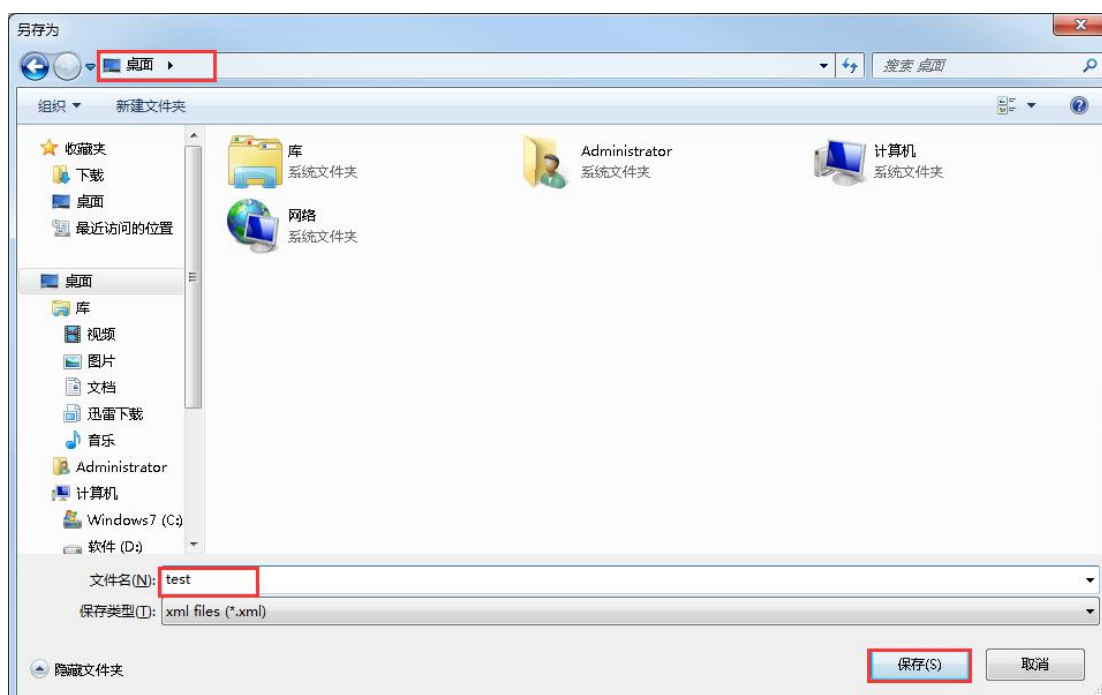 另存为
桌面
搜索 桌面
组织
新建文件夹
收藏夹
下载
桌面
最近访问的位置
桌面
库
视频
图片
文档
迅雷下载
音乐
Administrator
计算机
Windows7 (C:)
软件 (D:)
库
系统文件夹
Administrator
系统文件夹
计算机
系统文件夹
网络
系统文件夹
文件名(N): test
保存类型(T): xml files (*.xml)
隐藏文件夹
保存(S)
取消